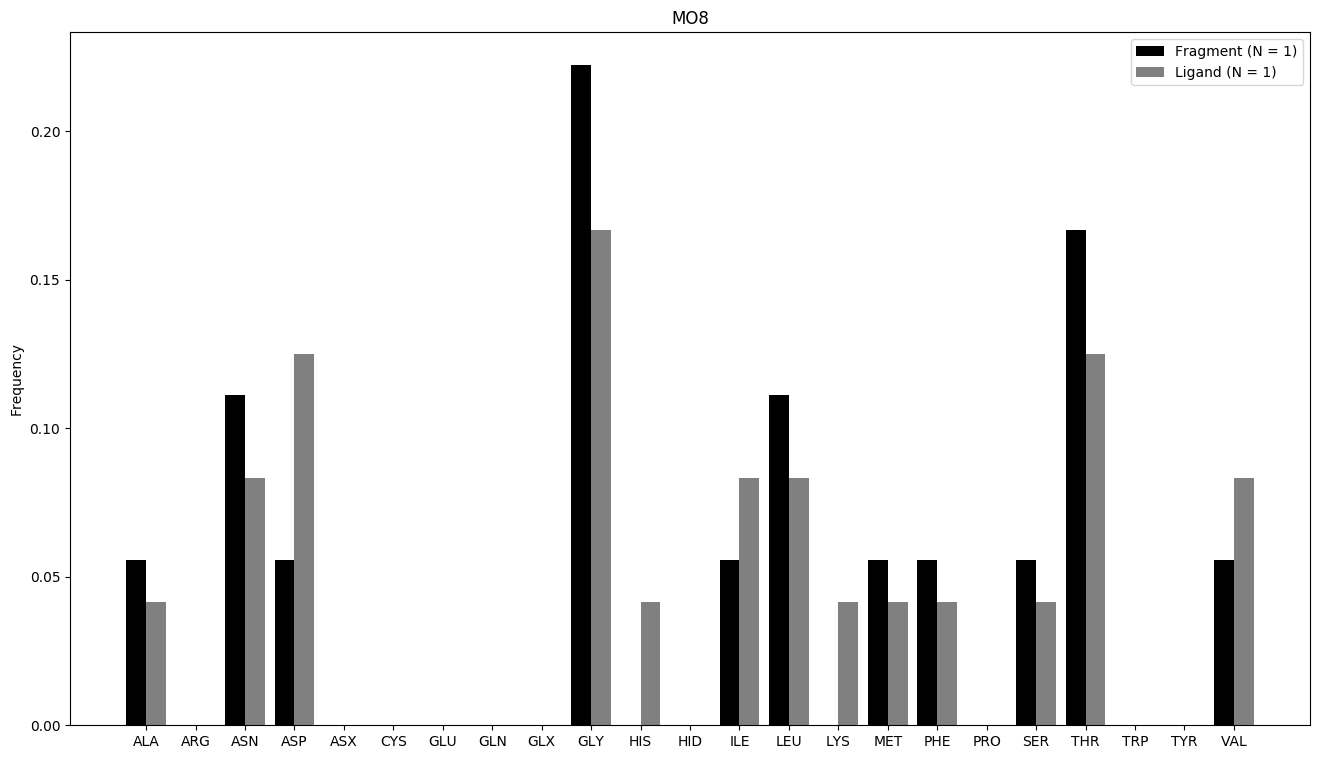 MO8
Fragment (N = 1)
Ligand (N = 1)
Frequency
0.20
0.15
0.10
0.05
0.00
ALA ARG ASN ASP ASX CYS GLU GLN GLX GLY HIS HID ILE LEU LYS MET PHE PRO SER THR TRP TYR VAL